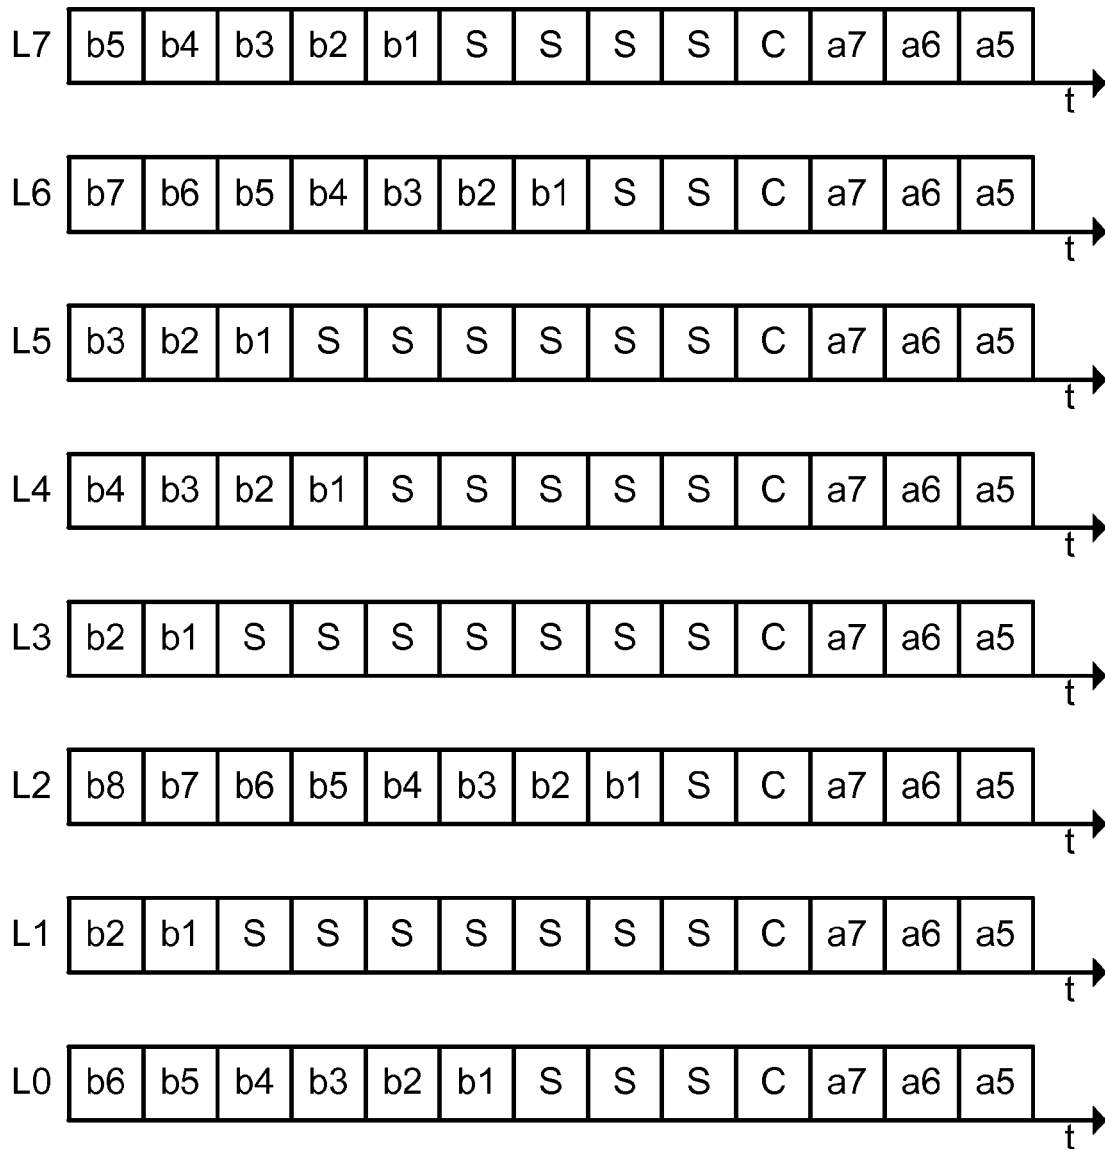 L7 b5 b4 b3 b2 b1 S S S S C a7 a6 a5
t
L6 b7 b6 b5 b4 b3 b2 b1 S S C a7 a6 a5
t
L5 b3 b2 b1 S S S S S S C a7 a6 a5
t
L4 b4 b3 b2 b1 S S S S S C a7 a6 a5
t
L3 b2 b1 S S S S S S S C a7 a6 a5
t
L2 b8 b7 b6 b5 b4 b3 b2 b1 S C a7 a6 a5
t
L1 b2 b1 S S S S S S S C a7 a6 a5
t
L0 b6 b5 b4 b3 b2 b1 S S S C a7 a6 a5
t